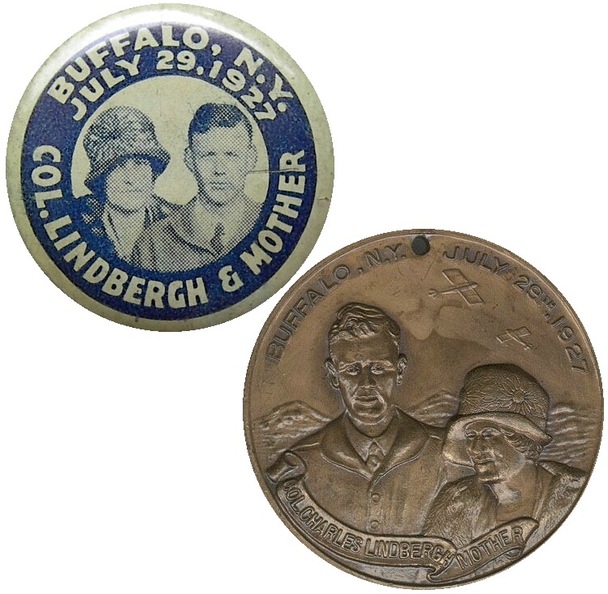 BUFFALO, N.Y.
JULY 29, 1927
COL. LINDBERGH & MOTHER
BUFFALO, N.Y. JULY 29TH, 1927
COL. CHARLES LINDBERGH
MOTHER